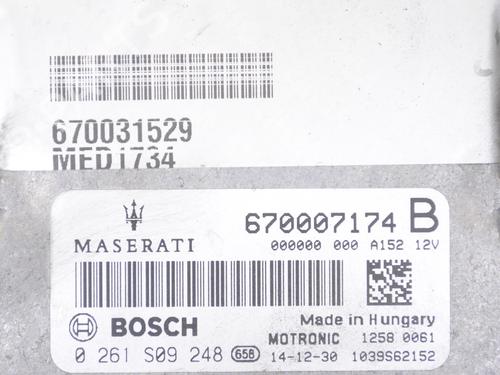 670031529
MED1734
MASERATI
670007174 B
000000 000 A152 12V
BOSCH
Made in Hungary
MOTRONIC 1258 0061
0 261 S09 248 658 14-12-30 1039S62152